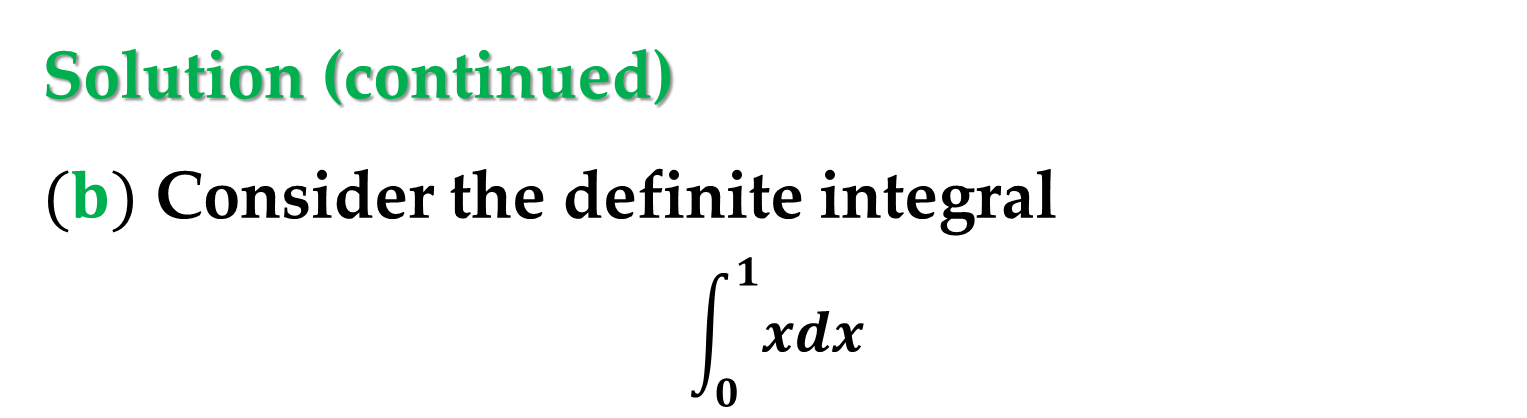 Solution (continued)
(b) Consider the definite integral
∫₀¹ xdx